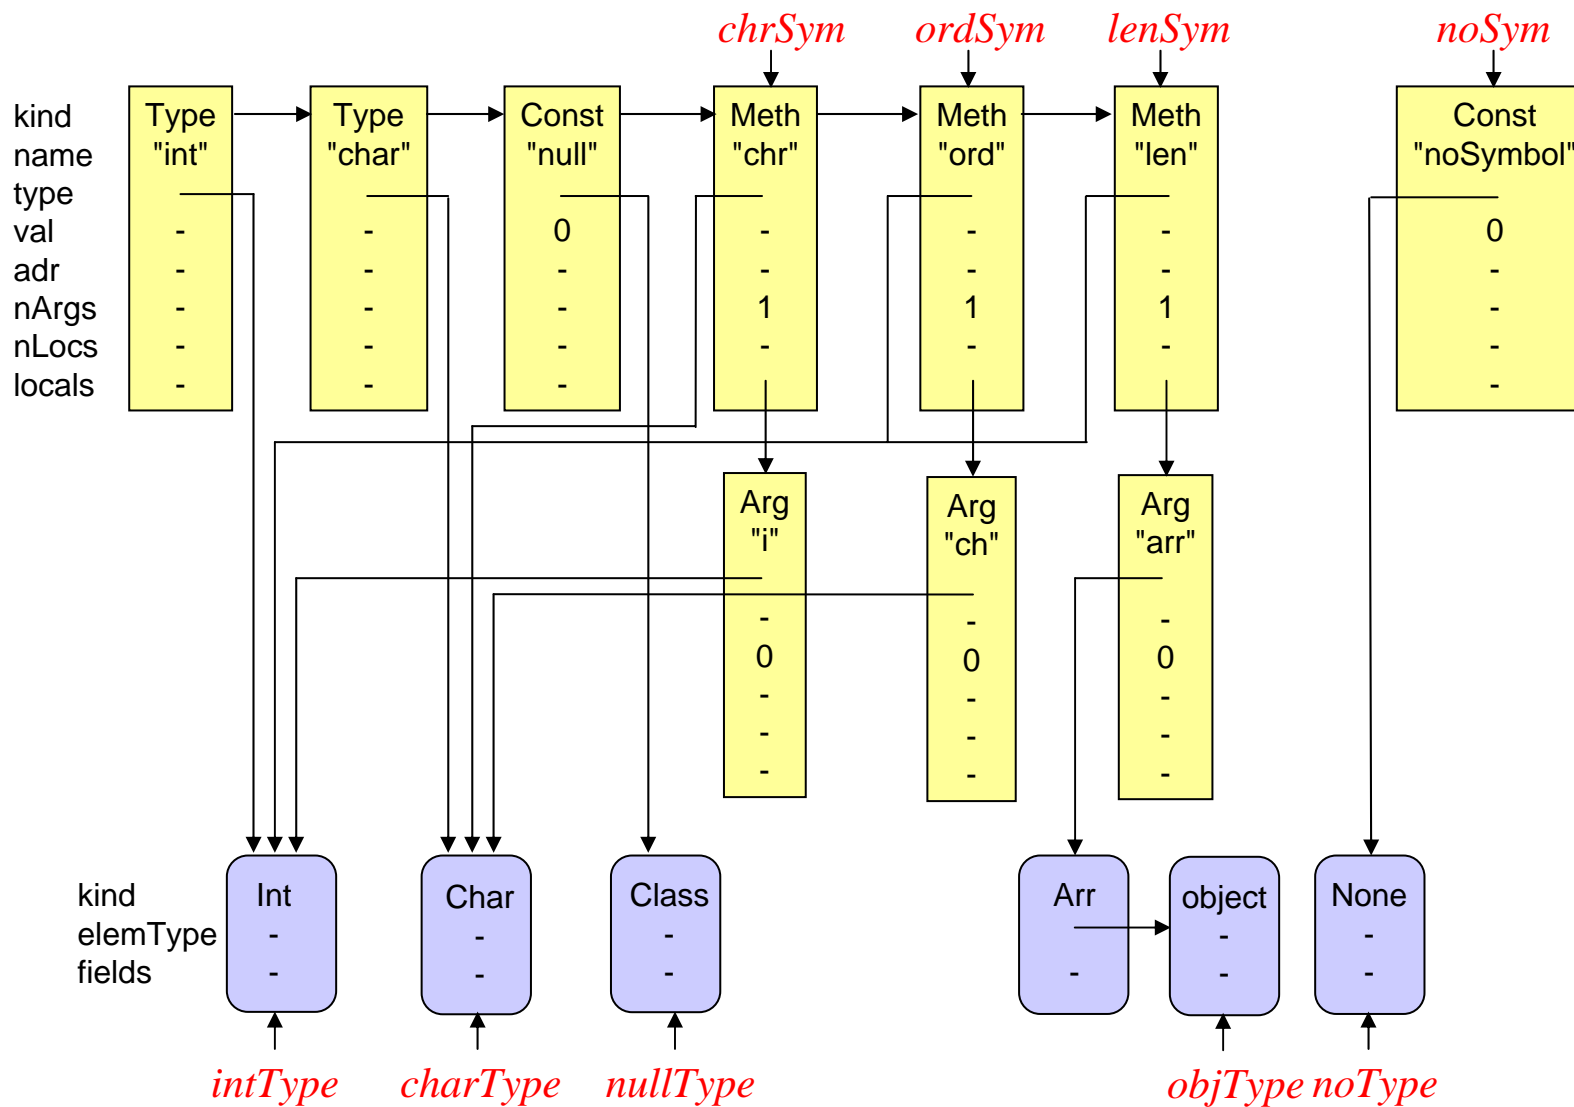 chrSym ordSym lenSym noSym
kind Type Type Const Meth Meth Meth Const
name "int" "char" "null" "chr" "ord" "len" "noSymbol"
type
val - - 0 - - - 0
adr - - - - - - -
nArgs - - - 1 1 1 -
nLocs - - - - - - -
locals - - - -
Arg Arg Arg
"i" "ch" "arr"
- - -
0 0 0
- - -
- - -
- - -
kind Int Char Class Arr object None
elemType - - - - -
fields - - - - - -
intType charType nullType objType noType